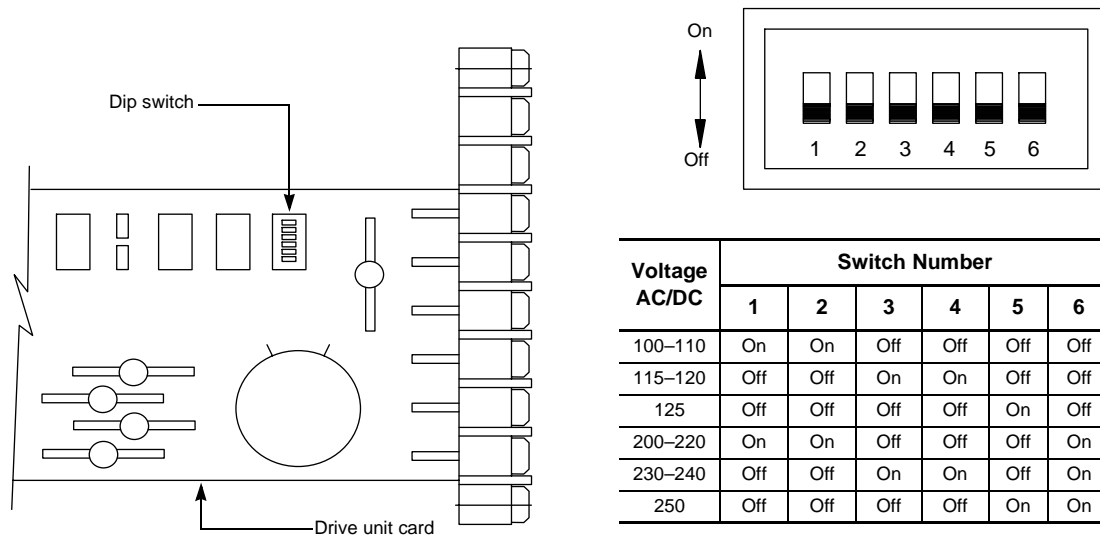 Dip switch
Drive unit card
On
Off
1 2 3 4 5 6
Voltage AC/DC Switch Number
1 2 3 4 5 6
100–110 On On Off Off Off Off
115–120 Off Off On On Off Off
125 Off Off Off Off On Off
200–220 On On Off Off Off On
230–240 Off Off On On Off On
250 Off Off Off Off On On